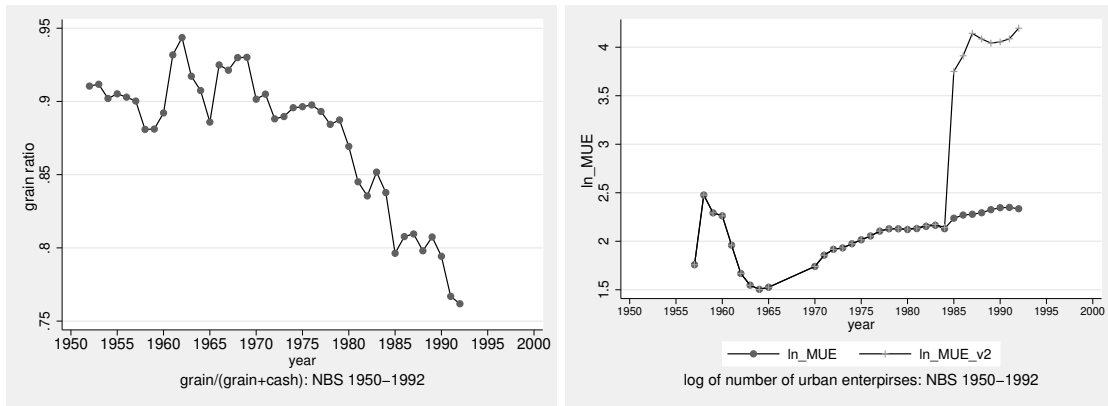 .95
.9
.85
.8
.75
grain ratio
1950 1955 1960 1965 1970 1975 1980 1985 1990 1995 2000
year
grain/(grain+cash): NBS 1950−1992
4
3.5
3
2.5
2
1.5
ln_MUE
1950 1955 1960 1965 1970 1975 1980 1985 1990 1995 2000
year
ln_MUE ln_MUE_v2
log of number of urban enterpirses: NBS 1950−1992